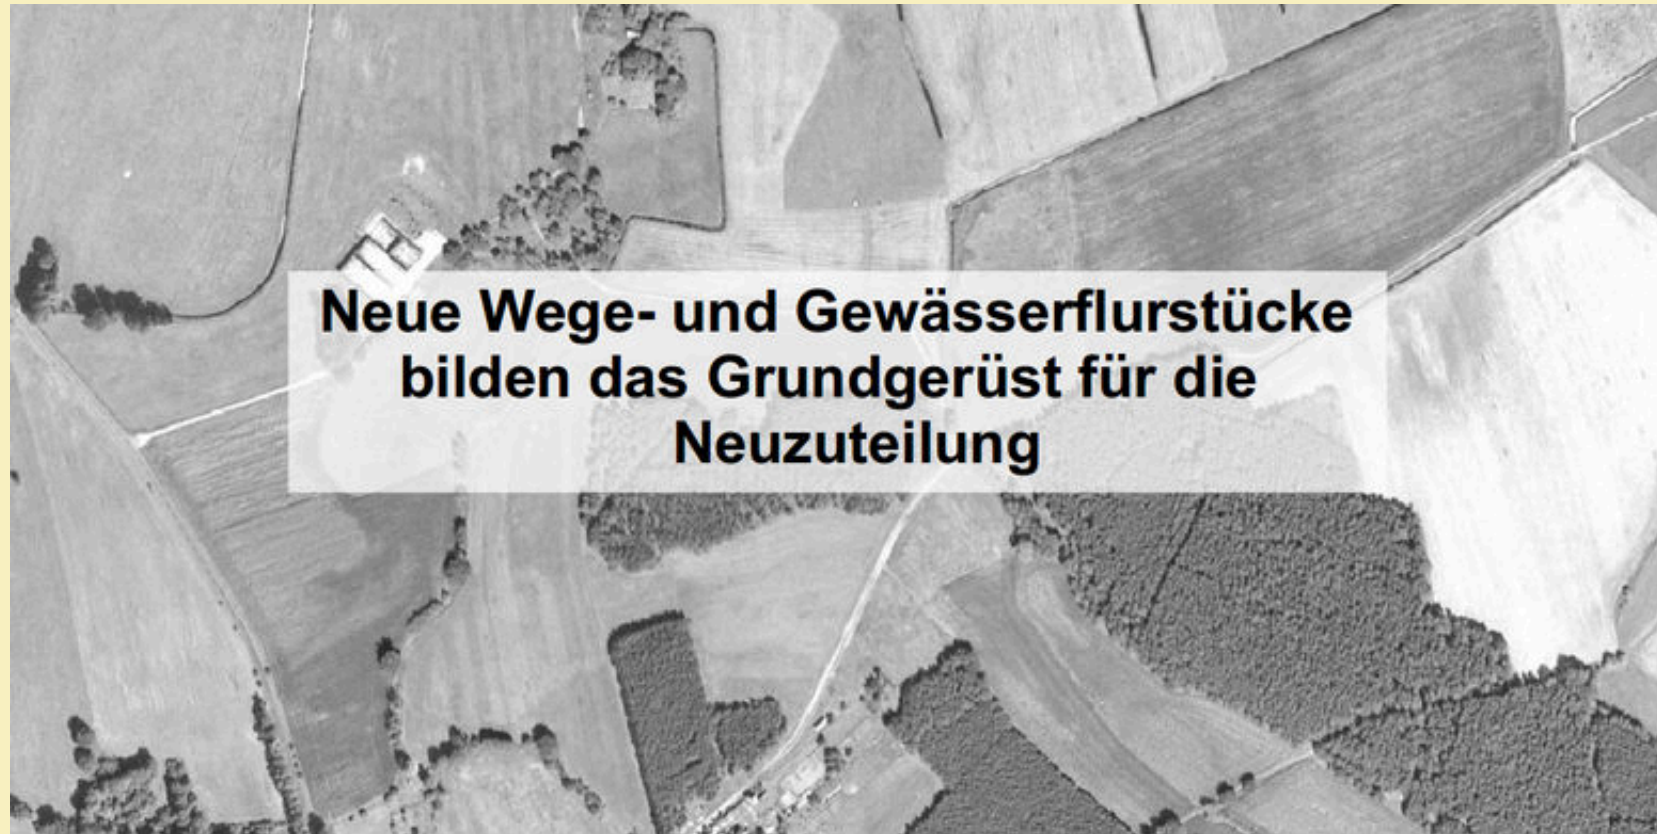 Neue Wege- und Gewässerflurstücke
bilden das Grundgerüst für die
Neuzuteilung